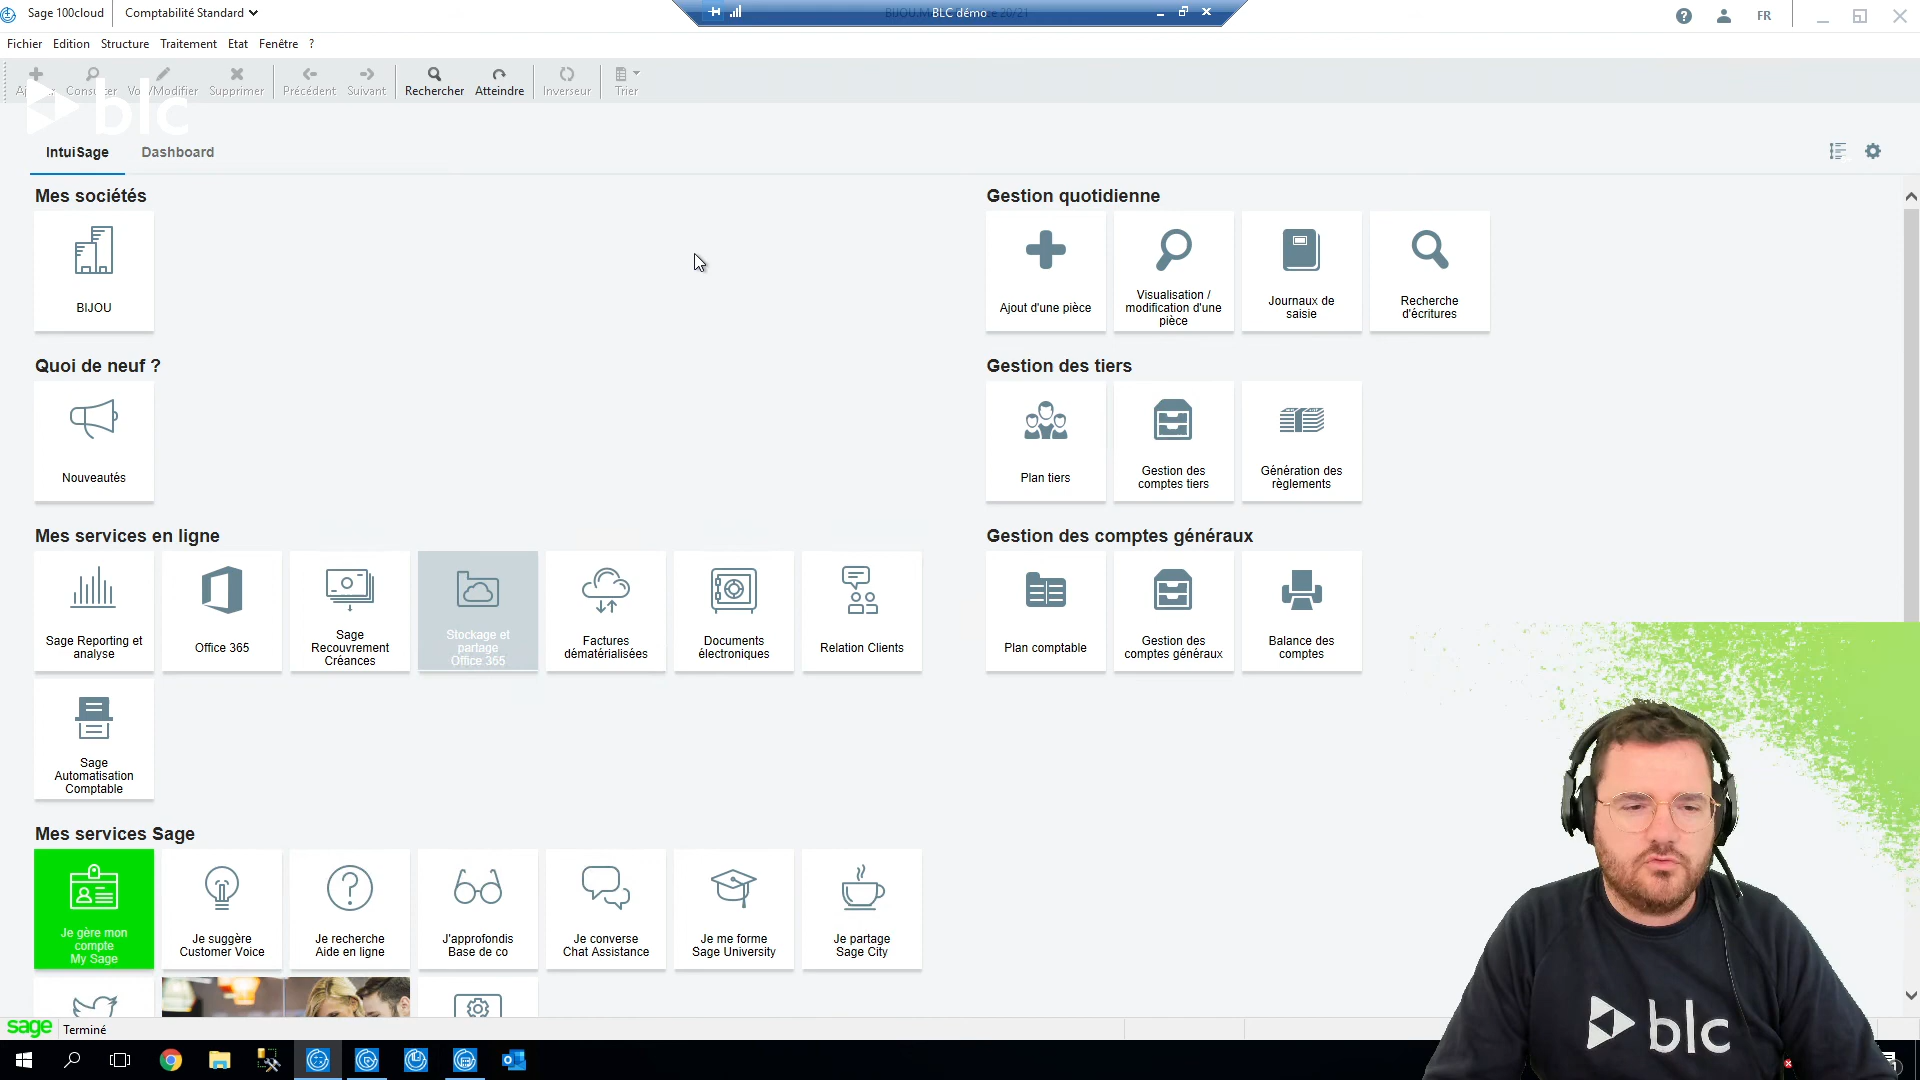 Sage 100cloud
Comptabilité Standard
BLC démo
FR
Fichier Edition Structure Traitement Etat Fenêtre ?
Supprimer Précédent Suivant Rechercher Atteindre Inverseur Trier
blc
IntuiSage Dashboard
Mes sociétés
BIJOU
Quoi de neuf ?
Nouveautés
Mes services en ligne
Sage Reporting et
analyse
Office 365
Sage
Recouvrement
Créances
Stockage et
partage
Office 365
Factures
dématérialisées
Documents
électroniques
Relation Clients
Sage
Automatisation
Comptable
Mes services Sage
Je gère mon
compte
My Sage
Je suggère
Customer Voice
Je recherche
Aide en ligne
J'approfondis
Base de co
Je converse
Chat Assistance
Je me forme
Sage University
Je partage
Sage City
Gestion quotidienne
Ajout d'une pièce
Visualisation /
modification d'une
pièce
Journaux de
saisie
Recherche
d'écritures
Gestion des tiers
Plan tiers
Gestion des
comptes tiers
Génération des
règlements
Gestion des comptes généraux
Plan comptable
Gestion des
comptes généraux
Balance des
comptes
sage
Terminé
blc